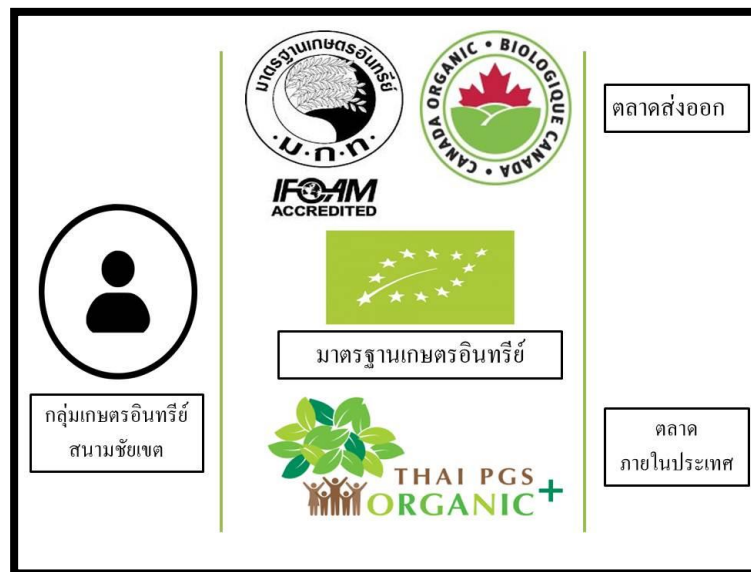 มาตรฐานเกษตรอินทรีย์
ม.ก.ท.
IFOAM
ACCREDITED
CANADA ORGANIC • BIOLOGIQUE CANADA •
ตลาดส่งออก
มาตรฐานเกษตรอินทรีย์
กลุ่มเกษตรอินทรีย์
สนามชัยเขต
THAI PGS
ORGANIC+
ตลาด
ภายในประเทศ